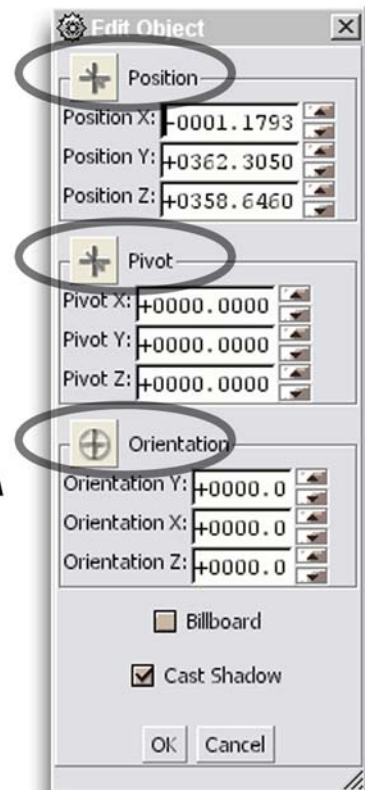 Edit Object
Position
Position X: -0001.1793
Position Y: +0362.3050
Position Z: +0358.6460
Pivot
Pivot X: +0000.0000
Pivot Y: +0000.0000
Pivot Z: +0000.0000
Orientation
Orientation Y: +0000.0
Orientation X: +0000.0
Orientation Z: +0000.0
Billboard
Cast Shadow
OK Cancel